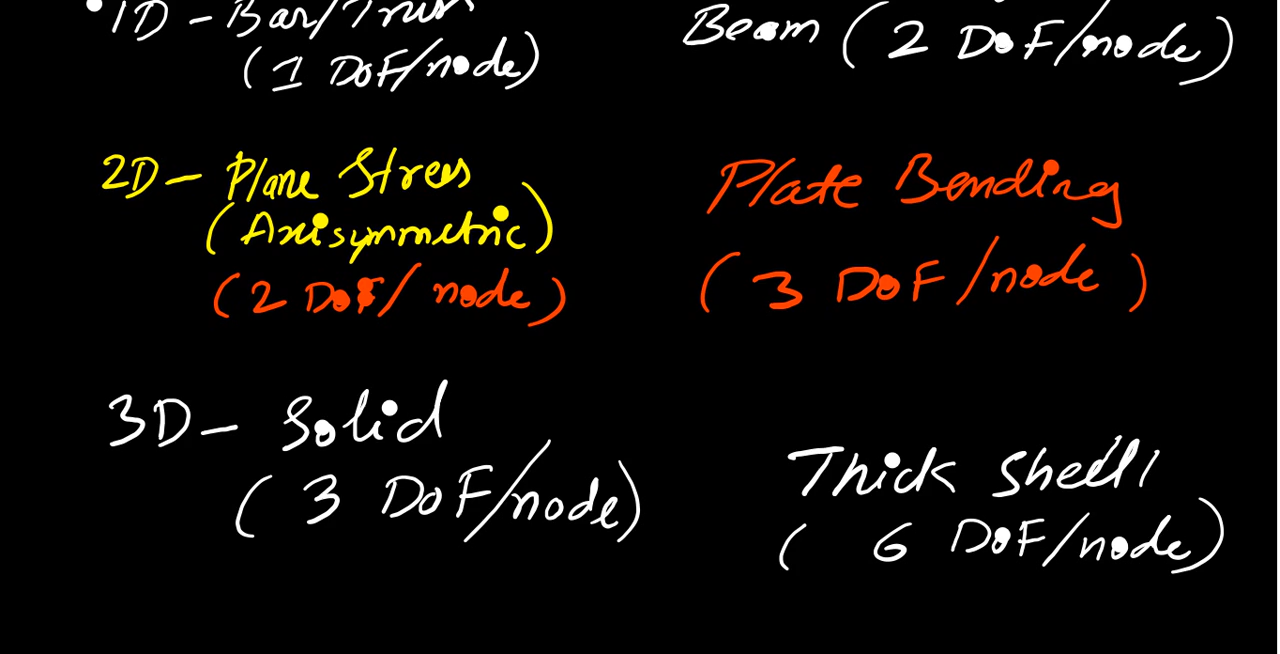 1D - Bar/Truss
(1 DoF/node)
Beam (2 DoF/node)
2D - Plane Stress
(Axisymmetric)
(2 DoF/node)
Plate Bending
(3 DoF/node)
3D - Solid
(3 DoF/node)
Thick Shell
(6 DoF/node)